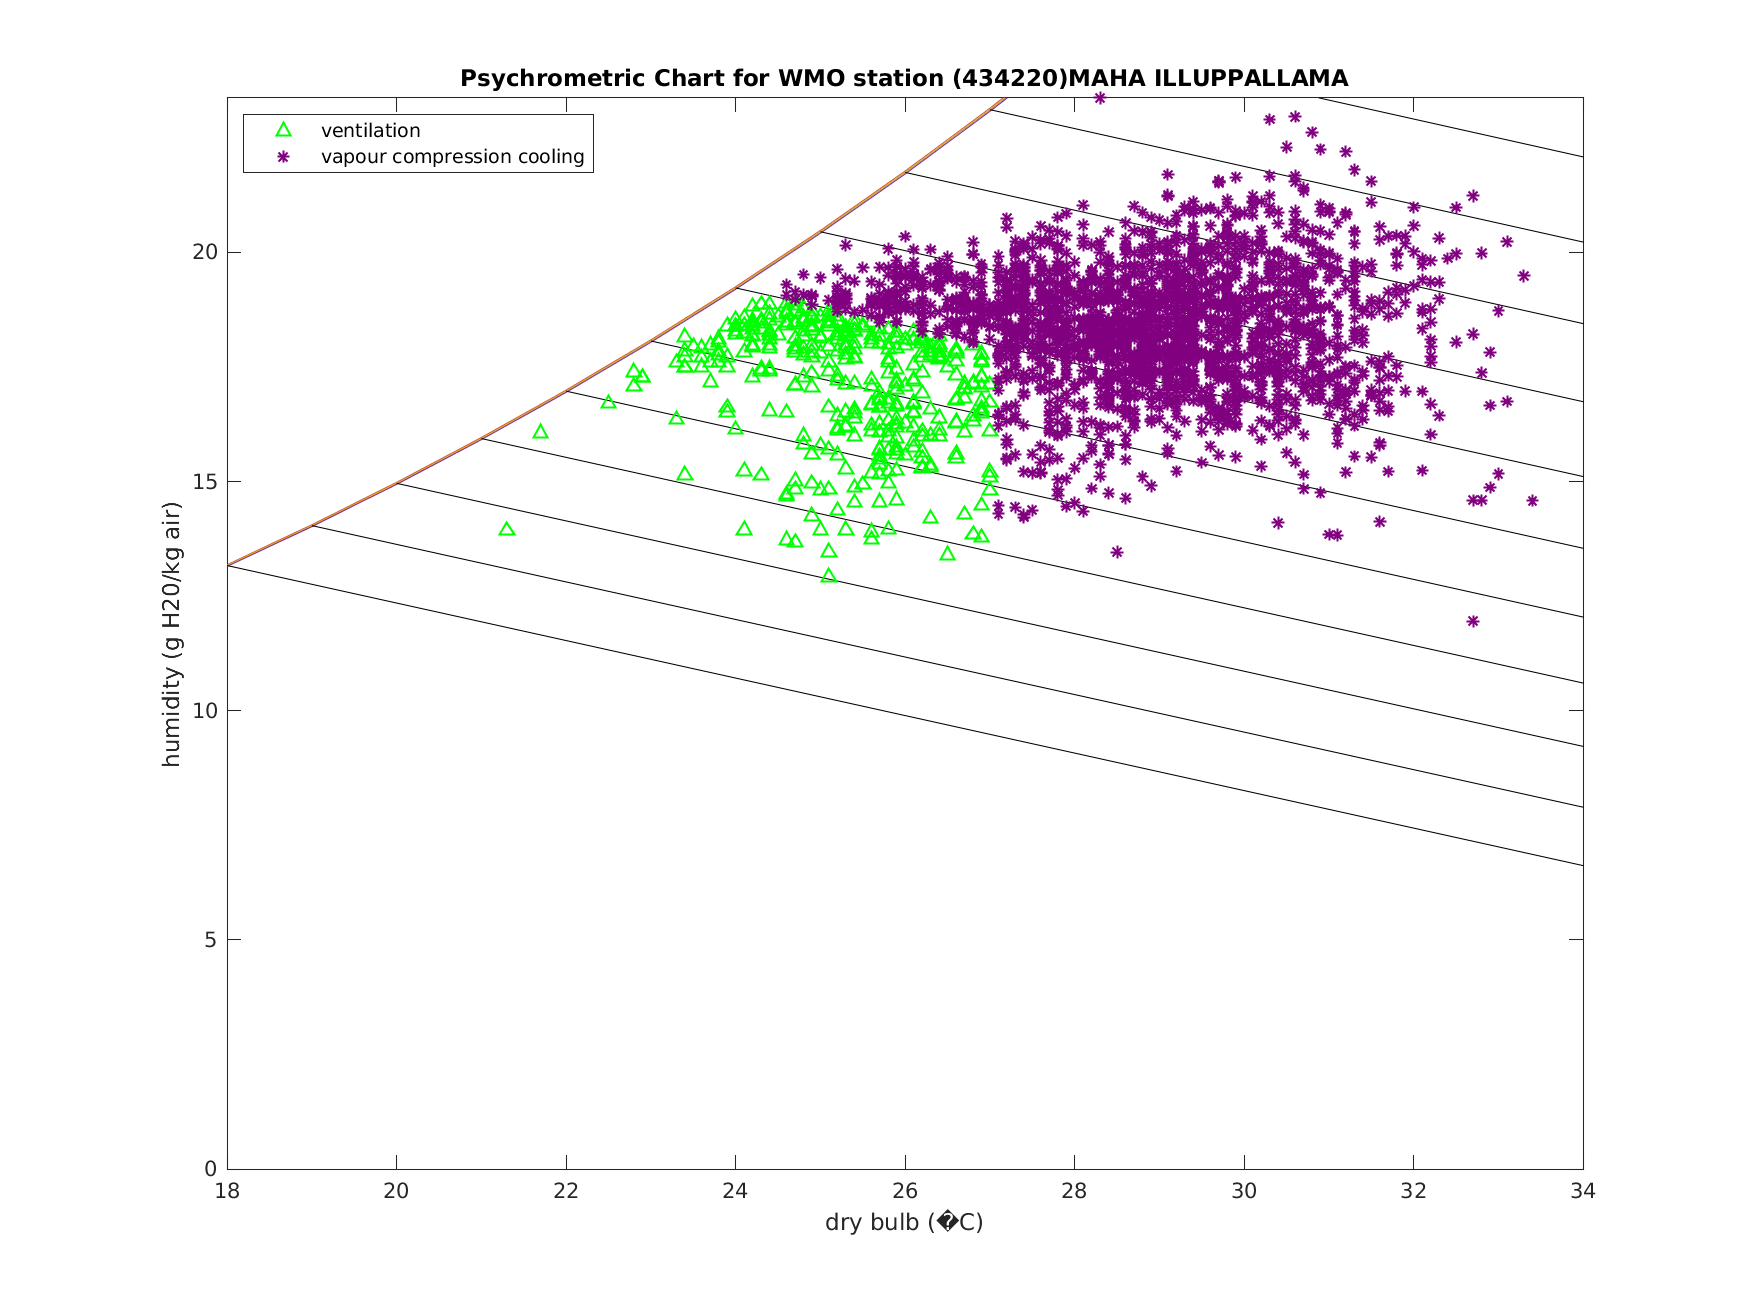 Psychrometric Chart for WMO station (434220)MAHA ILLUPPALLAMA
ventilation
vapour compression cooling
humidity (g H20/kg air)
20
15
10
5
0
18 20 22 24 26 28 30 32 34
dry bulb (�C)